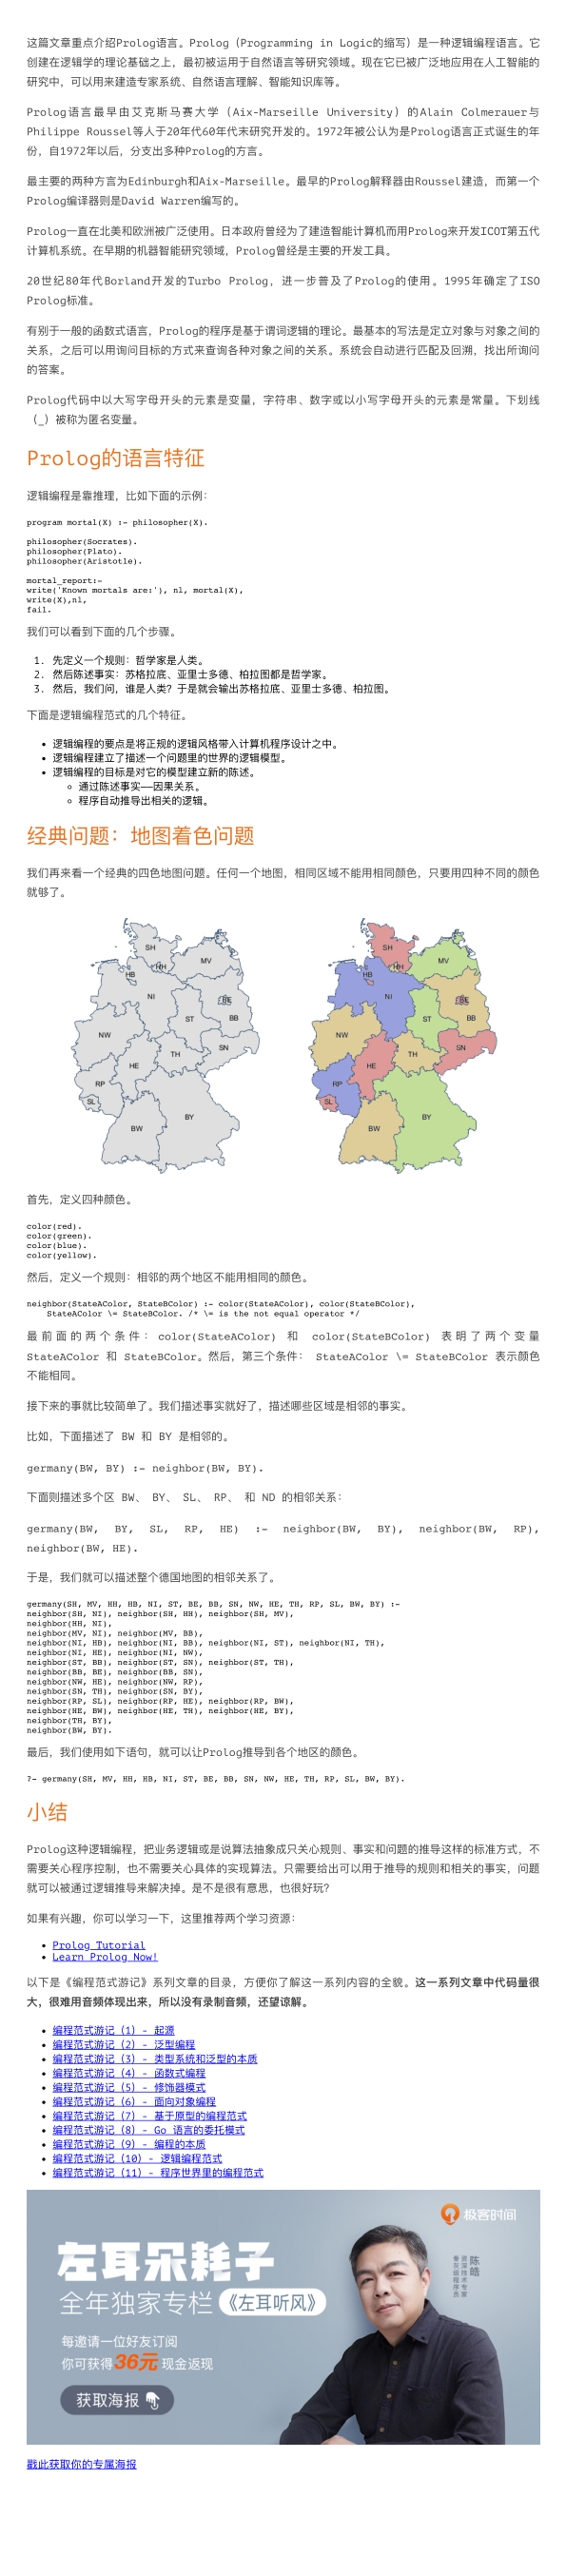 这篇文章重点介绍Prolog语言。Prolog（Programming in Logic的缩写）是一种逻辑编程语言。它
创建在逻辑学的理论基础之上，最初被运用于自然语言等研究领域。现在它已被广泛地应用在人工智能的
研究中，可以用来建造专家系统、自然语言理解、智能知识库等。
Prolog语言最早由艾克斯马赛大学（Aix-Marseille University）的Alain Colmerauer与
Philippe Roussel等人于20年代60年代末研究开发的。1972年被公认为是Prolog语言正式诞生的年
份，自1972年以后，分支出多种Prolog的方言。
最主要的两种方言为Edinburgh和Aix-Marseille。最早的Prolog解释器由Roussel建造，而第一个
Prolog编译器则是David Warren编写的。
Prolog一直在北美和欧洲被广泛使用。日本政府曾经为了建造智能计算机而用Prolog来开发ICOT第五代
计算机系统。在早期的机器智能研究领域，Prolog曾经是主要的开发工具。
20世纪80年代Borland开发的Turbo Prolog，进一步普及了Prolog的使用。1995年确定了ISO
Prolog标准。
有别于一般的函数式语言，Prolog的程序是基于谓词逻辑的理论。最基本的写法是定立对象与对象之间的
关系，之后可以用询问目标的方式来查询各种对象之间的关系。系统会自动进行匹配及回溯，找出所询问
的答案。
Prolog代码中以大写字母开头的元素是变量，字符串、数字或以小写字母开头的元素是常量。下划线
（_）被称为匿名变量。
Prolog的语言特征
逻辑编程是靠推理，比如下面的示例：
program mortal(X) :- philosopher(X).
philosopher(Socrates).
philosopher(Plato).
philosopher(Aristotle).
mortal_report:-
write('Known mortals are:'), nl, mortal(X),
write(X),nl,
fail.
我们可以看到下面的几个步骤。
1. 先定义一个规则：哲学家是人类。
2. 然后陈述事实：苏格拉底、亚里士多德、柏拉图都是哲学家。
3. 然后，我们问，谁是人类？于是就会输出苏格拉底、亚里士多德、柏拉图。
下面是逻辑编程范式的几个特征。
• 逻辑编程的要点是将正规的逻辑风格带入计算机程序设计之中。
• 逻辑编程建立了描述一个问题里的世界的逻辑模型。
• 逻辑编程的目标是对它的模型建立新的陈述。
◦ 通过陈述事实——因果关系。
◦ 程序自动推导出相关的逻辑。
经典问题：地图着色问题
我们再来看一个经典的四色地图问题。任何一个地图，相同区域不能用相同颜色，只要用四种不同的颜色
就够了。
SH
MV
HH
HB
NI
BE
BB
ST
NW
SN
TH
HE
RP
SL
BY
BW
SH
MV
HH
HB
NI
BE
BB
ST
NW
SN
TH
HE
RP
SL
BY
BW
首先，定义四种颜色。
color(red).
color(green).
color(blue).
color(yellow).
然后，定义一个规则：相邻的两个地区不能用相同的颜色。
neighbor(StateAColor, StateBColor) :- color(StateAColor), color(StateBColor),
StateAColor \= StateBColor. /* \= is the not equal operator */
最前面的两个条件：color(StateAColor) 和 color(StateBColor) 表明了两个变量
StateAColor 和 StateBColor。然后，第三个条件： StateAColor \= StateBColor 表示颜色
不能相同。
接下来的事就比较简单了。我们描述事实就好了，描述哪些区域是相邻的事实。
比如，下面描述了 BW 和 BY 是相邻的。
germany(BW, BY) :- neighbor(BW, BY).
下面则描述多个区 BW、 BY、 SL、 RP、 和 ND 的相邻关系：
germany(BW, BY, SL, RP, HE) :- neighbor(BW, BY), neighbor(BW, RP),
neighbor(BW, HE).
于是，我们就可以描述整个德国地图的相邻关系了。
germany(SH, MV, HH, HB, NI, ST, BE, BB, SN, NW, HE, TH, RP, SL, BW, BY) :-
neighbor(SH, NI), neighbor(SH, HH), neighbor(SH, MV),
neighbor(HH, NI),
neighbor(MV, NI), neighbor(MV, BB),
neighbor(NI, HB), neighbor(NI, BB), neighbor(NI, ST), neighbor(NI, TH),
neighbor(NI, HE), neighbor(NI, NW),
neighbor(ST, BB), neighbor(ST, SN), neighbor(ST, TH),
neighbor(BB, BE), neighbor(BB, SN),
neighbor(NW, HE), neighbor(NW, RP),
neighbor(SN, TH), neighbor(SN, BY),
neighbor(RP, SL), neighbor(RP, HE), neighbor(RP, BW),
neighbor(HE, BW), neighbor(HE, TH), neighbor(HE, BY),
neighbor(TH, BY),
neighbor(BW, BY).
最后，我们使用如下语句，就可以让Prolog推导到各个地区的颜色。
?- germany(SH, MV, HH, HB, NI, ST, BE, BB, SN, NW, HE, TH, RP, SL, BW, BY).
小结
Prolog这种逻辑编程，把业务逻辑或是说算法抽象成只关心规则、事实和问题的推导这样的标准方式，不
需要关心程序控制，也不需要关心具体的实现算法。只需要给出可以用于推导的规则和相关的事实，问题
就可以被通过逻辑推导来解决掉。是不是很有意思，也很好玩？
如果有兴趣，你可以学习一下，这里推荐两个学习资源：
• Prolog Tutorial
• Learn Prolog Now!
以下是《编程范式游记》系列文章的目录，方便你了解这一系列内容的全貌。这一系列文章中代码量很
大，很难用音频体现出来，所以没有录制音频，还望谅解。
• 编程范式游记（1）- 起源
• 编程范式游记（2）- 泛型编程
• 编程范式游记（3）- 类型系统和泛型的本质
• 编程范式游记（4）- 函数式编程
• 编程范式游记（5）- 修饰器模式
• 编程范式游记（6）- 面向对象编程
• 编程范式游记（7）- 基于原型的编程范式
• 编程范式游记（8）- Go 语言的委托模式
• 编程范式游记（9）- 编程的本质
• 编程范式游记（10）- 逻辑编程范式
• 编程范式游记（11）- 程序世界里的编程范式
极客时间
左耳朵耗子
全年独家专栏《左耳听风》
每邀请一位好友订阅
你可获得36元 现金返现
获取海报
陈皓
资深技术专家
骨灰级程序员
戳此获取你的专属海报